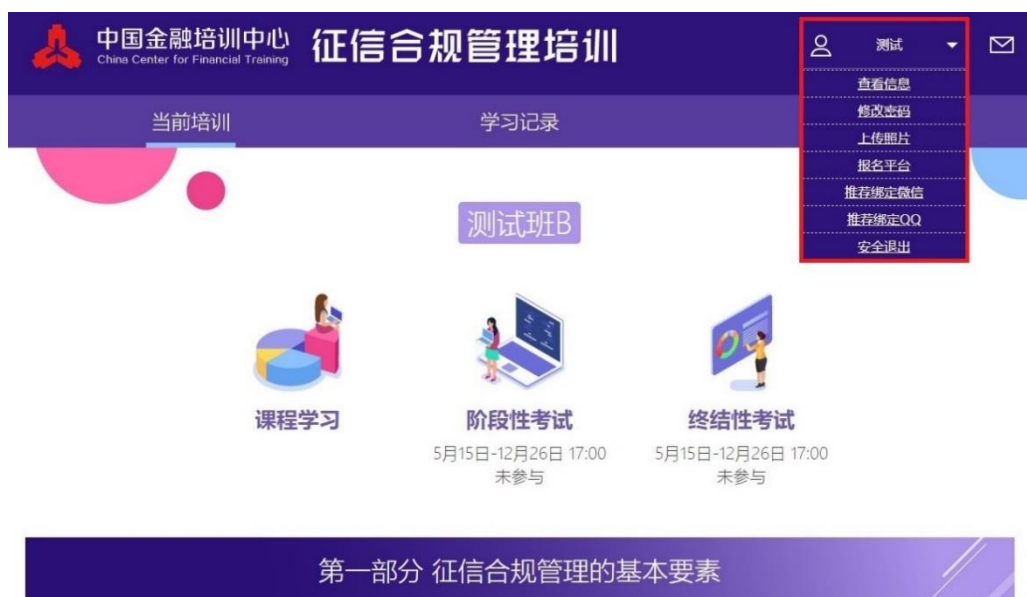 中国金融培训中心
China Center for Financial Training
征信合规管理培训
测试
查看信息
修改密码
上传照片
报名平台
推荐绑定微信
推荐绑定QQ
安全退出
当前培训
学习记录
测试班B
课程学习
阶段性考试
5月15日-12月26日 17:00
未参与
终结性考试
5月15日-12月26日 17:00
未参与
第一部分 征信合规管理的基本要素